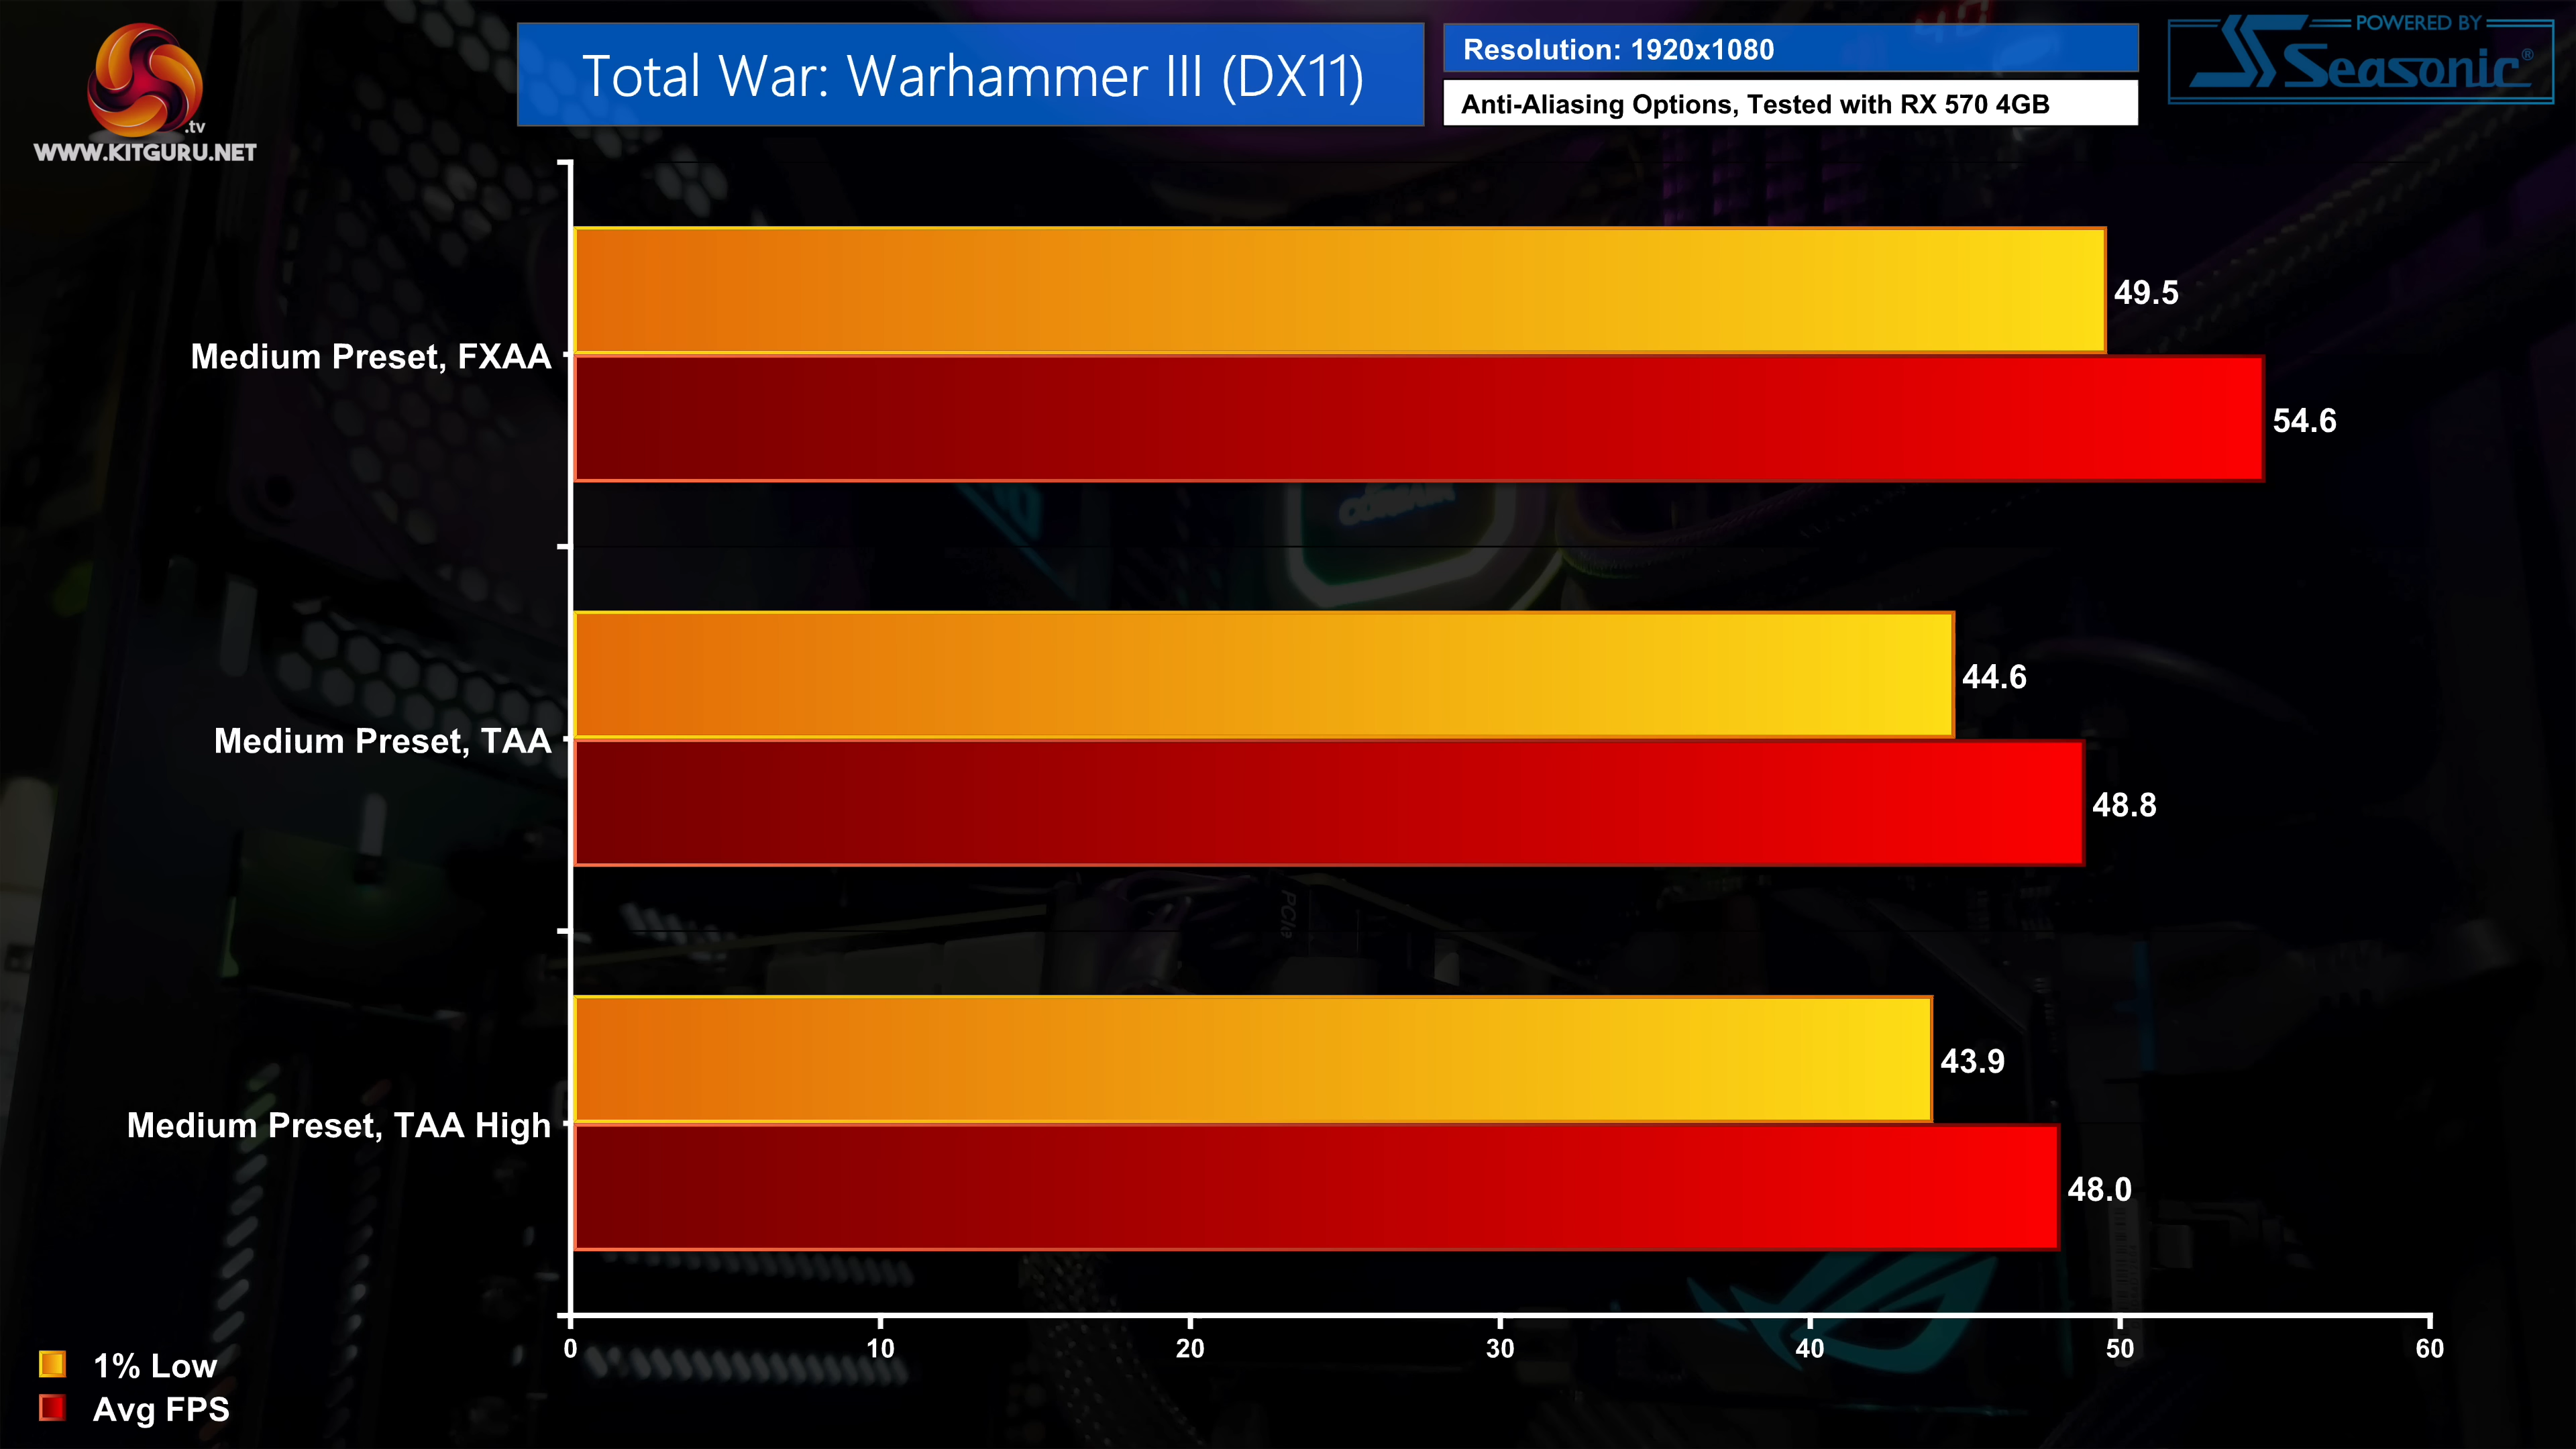 .tv
WWW.KITGURU.NET
Total War: Warhammer III (DX11)
Resolution: 1920x1080
Anti-Aliasing Options, Tested with RX 570 4GB
POWERED BY
Seasonic®
Medium Preset, FXAA
49.5
54.6
CORSAIR
Medium Preset, TAA
44.6
48.8
PCIe
Medium Preset, TAA High
43.9
48.0
0 10 20 30 40 50 60
1% Low
Avg FPS